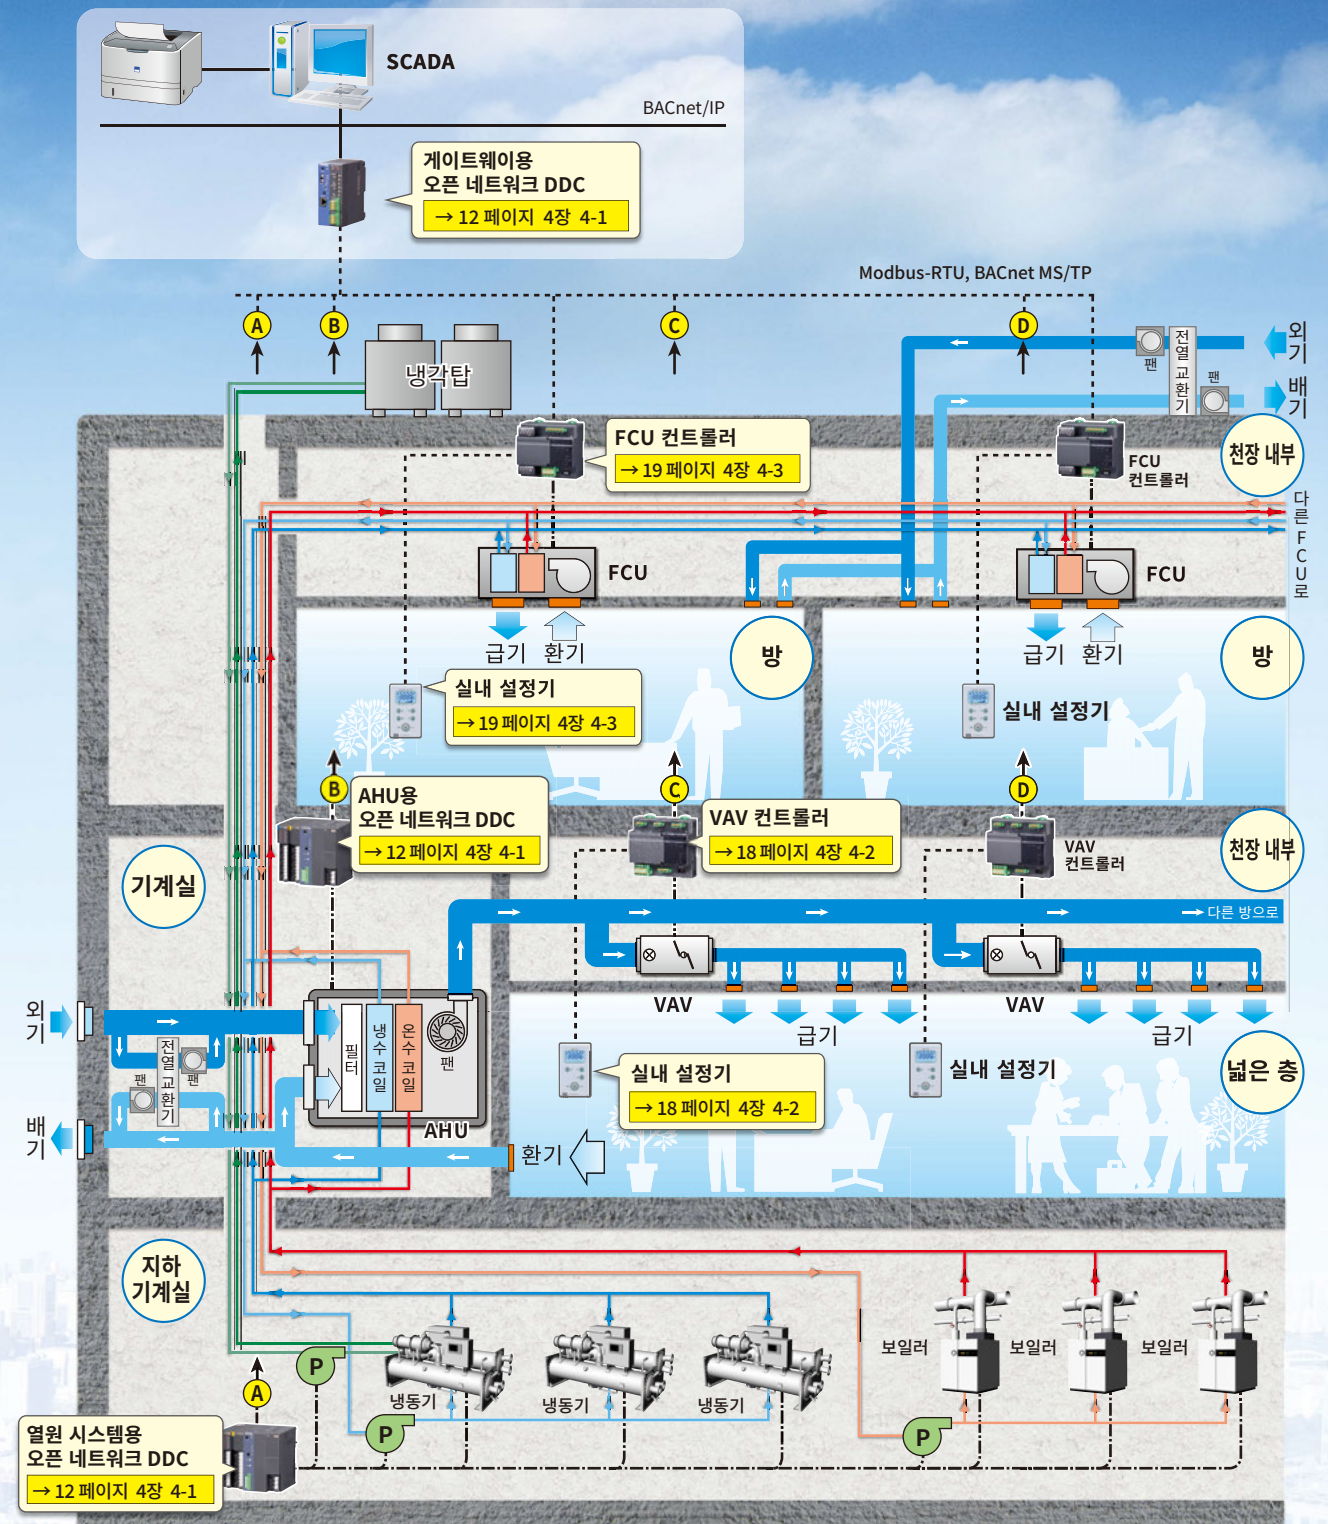 SCADA
BACnet/IP
게이트웨이용
오픈 네트워크 DDC
→ 12 페이지 4장 4-1
Modbus-RTU, BACnet MS/TP
A
B
C
D
냉각탑
팬
전열교환기
팬
외기
배기
FCU 컨트롤러
→ 19 페이지 4장 4-3
FCU
컨트롤러
천장 내부
다른 FCU로
FCU
FCU
급기
환기
급기
환기
방
방
실내 설정기
→ 19 페이지 4장 4-3
실내 설정기
B
C
D
AHU용
오픈 네트워크 DDC
→ 12 페이지 4장 4-1
VAV 컨트롤러
→ 18 페이지 4장 4-2
VAV
컨트롤러
천장 내부
기계실
다른 방으로
VAV
VAV
급기
급기
외기
전열교환기
팬
팬
배기
필터
냉수코일
온수코일
팬
AHU
환기
실내 설정기
→ 18 페이지 4장 4-2
실내 설정기
넓은 층
지하
기계실
P
A
냉동기
냉동기
냉동기
P
보일러
보일러
보일러
P
열원 시스템용
오픈 네트워크 DDC
→ 12 페이지 4장 4-1